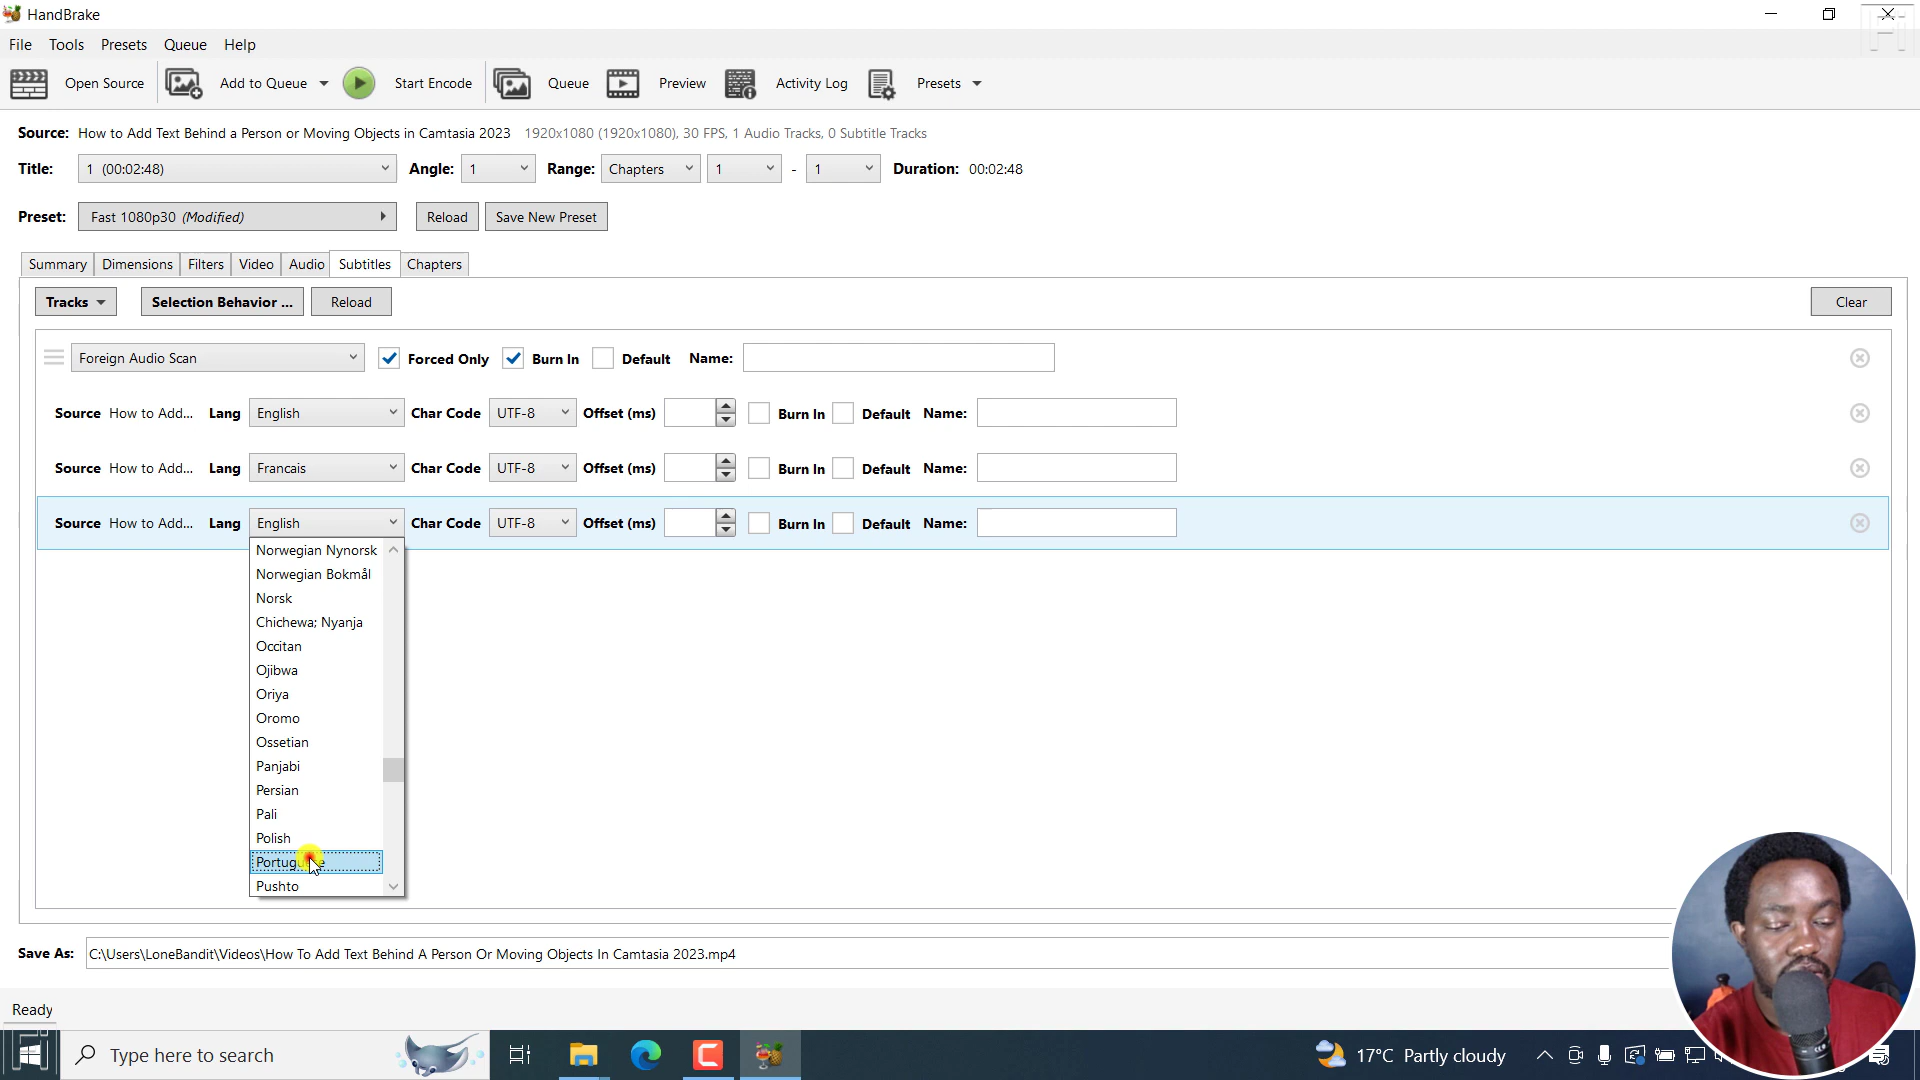 HandBrake
File Tools Presets Queue Help
Open Source Add to Queue Start Encode Queue Preview Activity Log Presets
Source: How to Add Text Behind a Person or Moving Objects in Camtasia 2023 1920x1080 (1920x1080), 30 FPS, 1 Audio Tracks, 0 Subtitle Tracks
Title: 1 (00:02:48) Angle: 1 Range: Chapters 1 - 1 Duration: 00:02:48
Preset: Fast 1080p30 (Modified) Reload Save New Preset
Summary Dimensions Filters Video Audio Subtitles Chapters
Tracks Selection Behavior ... Reload Clear
Foreign Audio Scan Forced Only Burn In Default Name:
Source How to Add... Lang English Char Code UTF-8 Offset (ms) Burn In Default Name:
Source How to Add... Lang Francais Char Code UTF-8 Offset (ms) Burn In Default Name:
Source How to Add... Lang English Char Code UTF-8 Offset (ms) Burn In Default Name:
Norwegian Nynorsk
Norwegian Bokmål
Norsk
Chichewa; Nyanja
Occitan
Ojibwa
Oriya
Oromo
Ossetian
Panjabi
Persian
Pali
Polish
Portuguese
Pushto
Save As: C:\Users\LoneBandit\Videos\How To Add Text Behind A Person Or Moving Objects In Camtasia 2023.mp4
Ready
Type here to search 17°C Partly cloudy